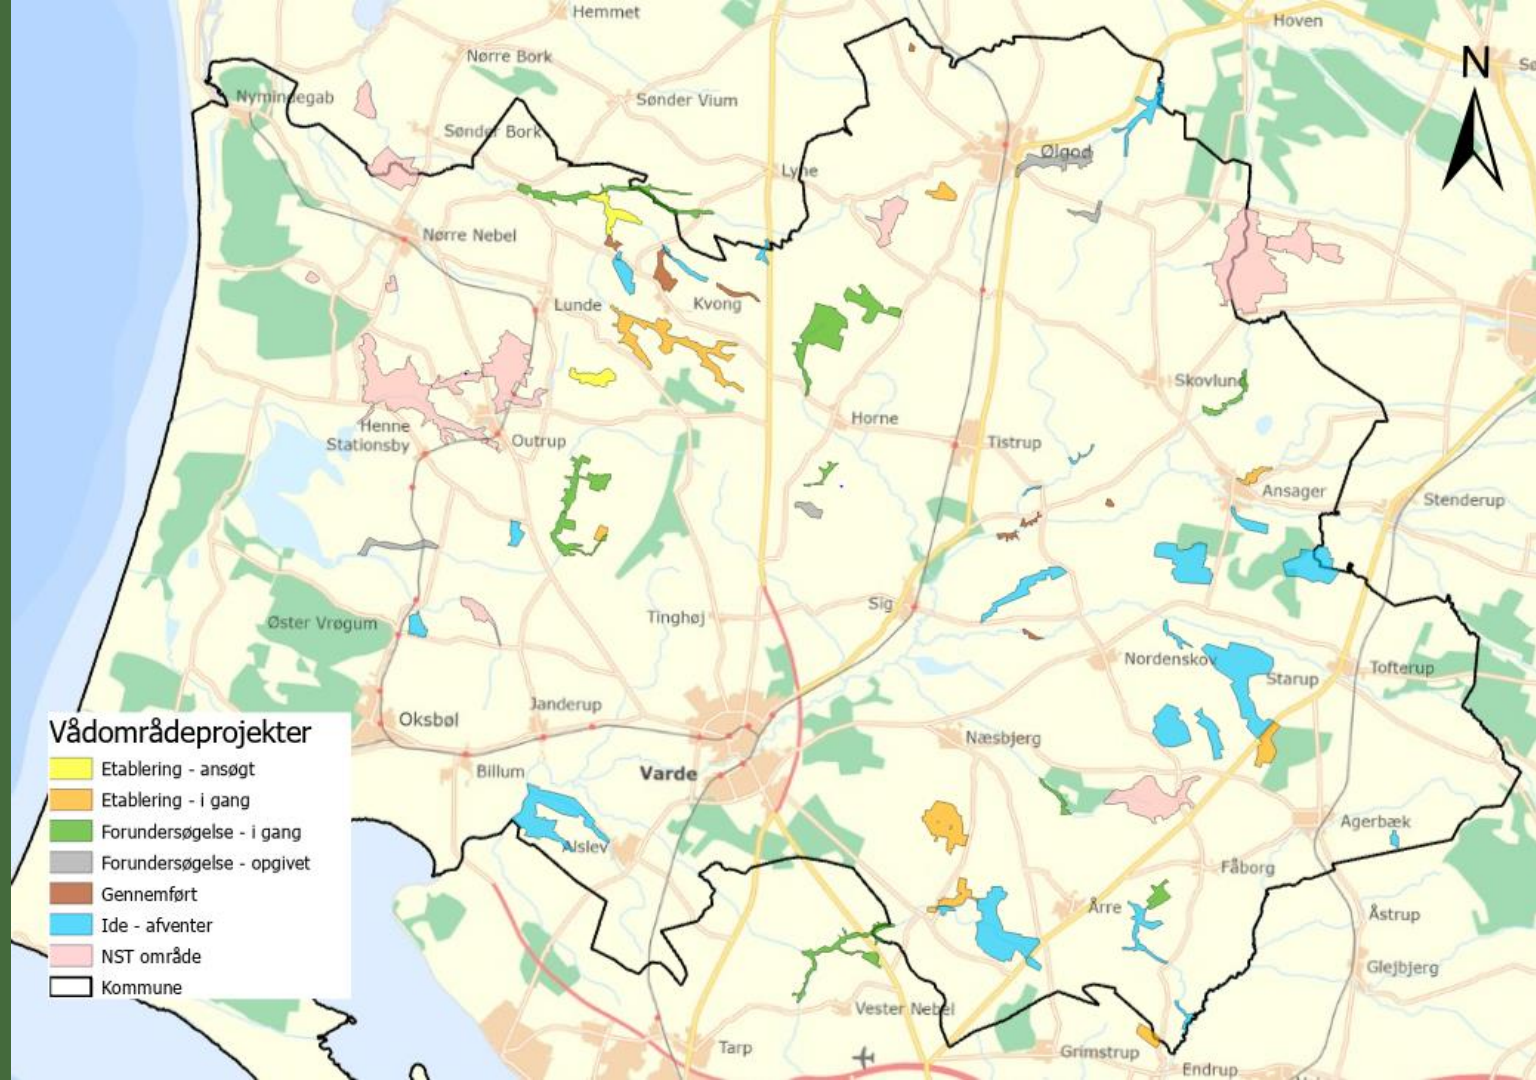 Hemmet
Hoven
N
Nørre Bork
Nymindegab
Sønder Vium
Sønder Bork
Ølgod
Lyne
Nørre Nebel
Lunde
Kvong
Skovlund
Horne
Henne
Stationsby
Outrup
Tistrup
Ansager
Stenderup
Øster Vrøgum
Tinghøj
Sig
Nordenskov
Tofterup
Starup
Oksbøl
Janderup
Næsbjerg
Vådområdeprojekter
Etablering - ansøgt
Etablering - i gang
Forundersøgelse - i gang
Forundersøgelse - opgivet
Gennemført
Ide - afventer
NST område
Kommune
Billum
Varde
Agerbæk
Alslev
Fåborg
Årre
Åstrup
Glejbjerg
Vester Nebel
Tarp
Grimstrup
Endrup